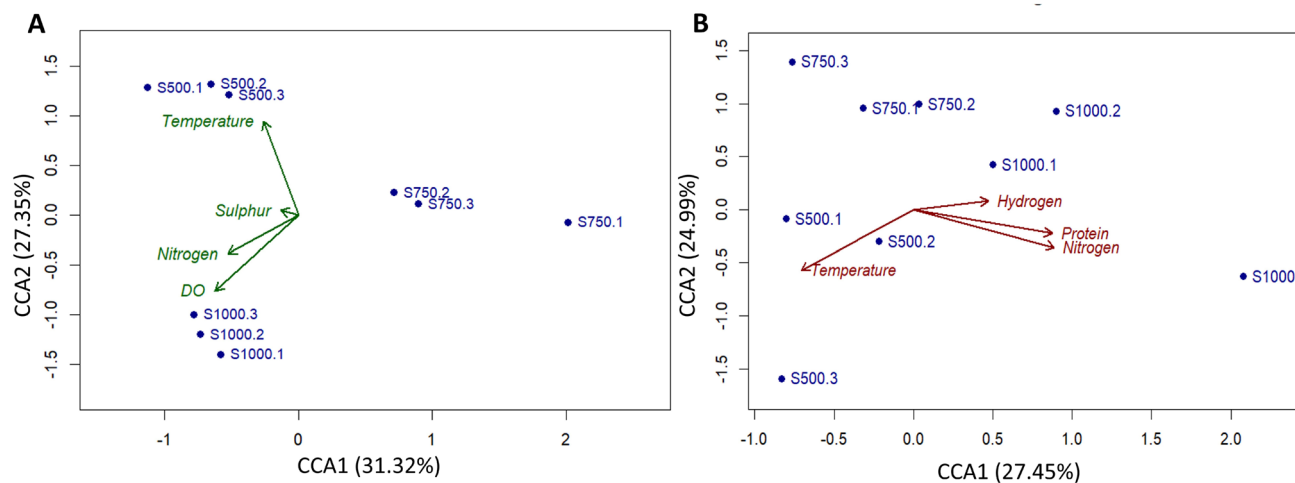 A
CCA2 (27.35%)
1.5
1.0
0.5
0.0
-0.5
-1.0
-1.5
S500.1
S500.2
S500.3
Temperature
Sulphur
Nitrogen
DO
S750.2
S750.3
S750.1
S1000.3
S1000.2
S1000.1
-1
0
1
2
CCA1 (31.32%)
B
CCA2 (24.99%)
1.5
1.0
0.5
0.0
-0.5
-1.0
-1.5
S750.3
S750.1
S750.2
S1000.2
S1000.1
Hydrogen
S500.1
Protein
S500.2
Nitrogen
Temperature
S1000
S500.3
-1.0
-0.5
0.0
0.5
1.0
1.5
2.0
CCA1 (27.45%)